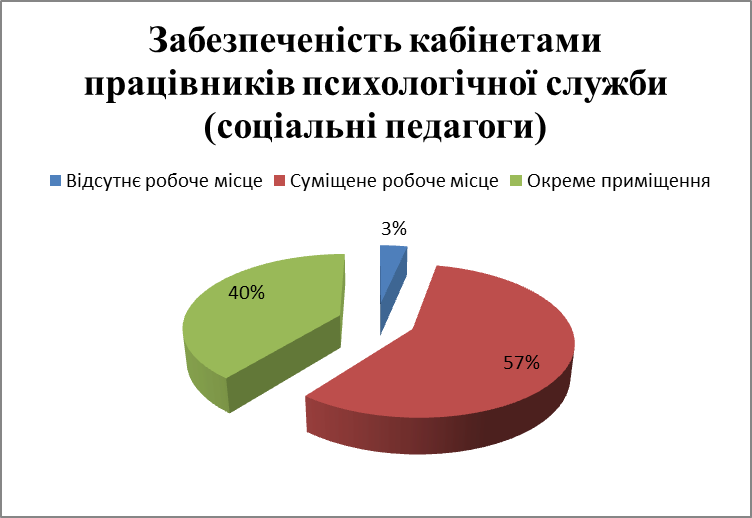 Забезпеченість кабінетами
працівників психологічної служби
(соціальні педагоги)
Відсутнє робоче місце Суміщене робоче місце Окреме приміщення
3%
40%
57%